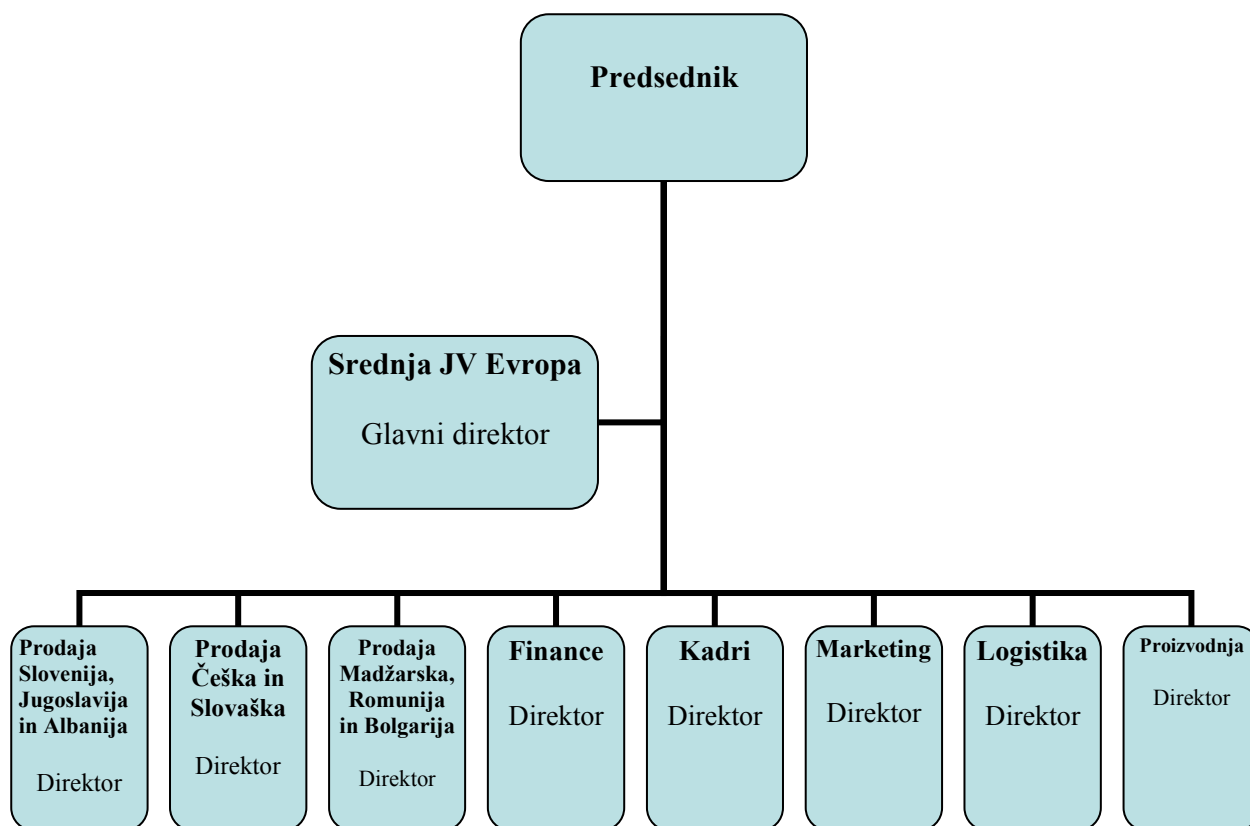 Predsednik
Srednja JV Evropa
Glavni direktor
Prodaja
Slovenija,
Jugoslavija
in Albanija
Direktor
Prodaja
Češka in
Slovaška
Direktor
Prodaja
Madžarska,
Romunija
in Bolgarija
Direktor
Finance
Direktor
Kadri
Direktor
Marketing
Direktor
Logistika
Direktor
Proizvodnja
Direktor